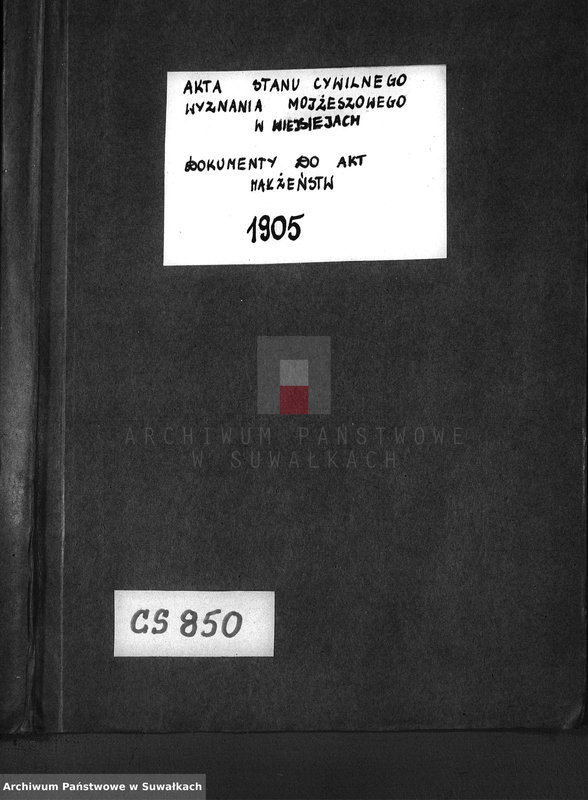 AKTA STANU CYWILNEGO
WYZNANIA MOJŻESZOWEGO
W WIEJSIEJACH
DOKUMENTY DO AKT
MAŁŻEŃSTW
1905
ARCHIWUM PAŃSTWOWE
W SUWAŁKACH
CS 850
Archiwum Państwowe w Suwałkach